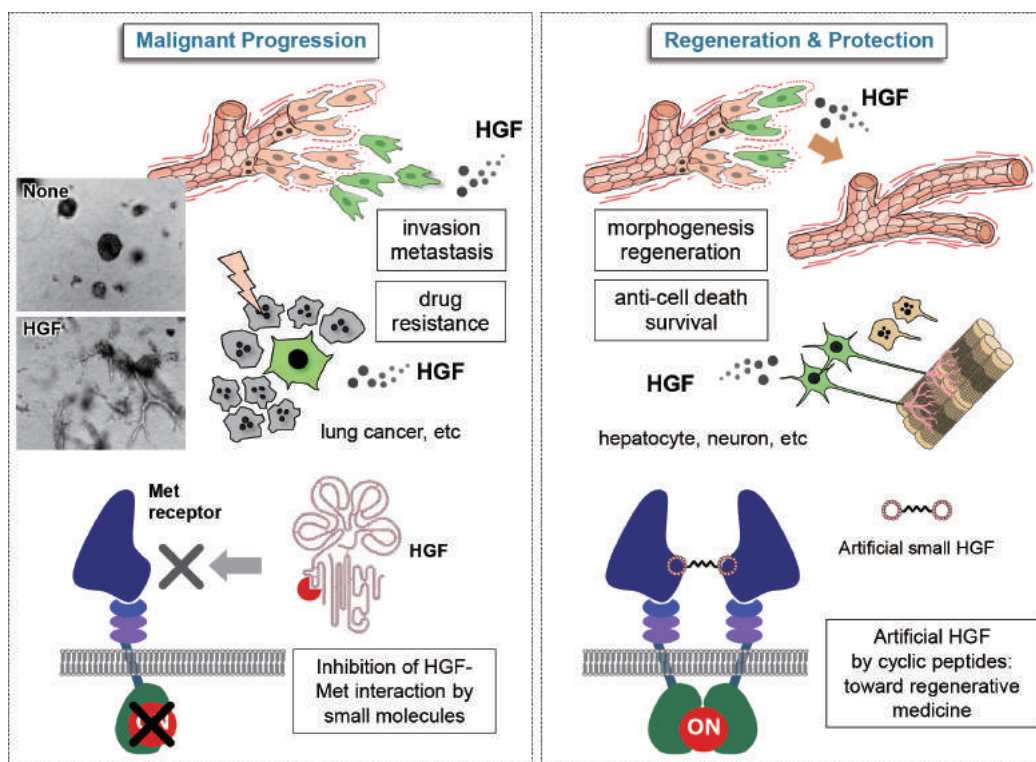 Malignant Progression
HGF
None
invasion
metastasis
drug
resistance
HGF
HGF
lung cancer, etc
Met
receptor
HGF
Inhibition of HGF-
Met interaction by
small molecules
ON
Regeneration & Protection
HGF
morphogenesis
regeneration
anti-cell death
survival
HGF
hepatocyte, neuron, etc
Artificial small HGF
Artificial HGF
by cyclic peptides:
toward regenerative
medicine
ON